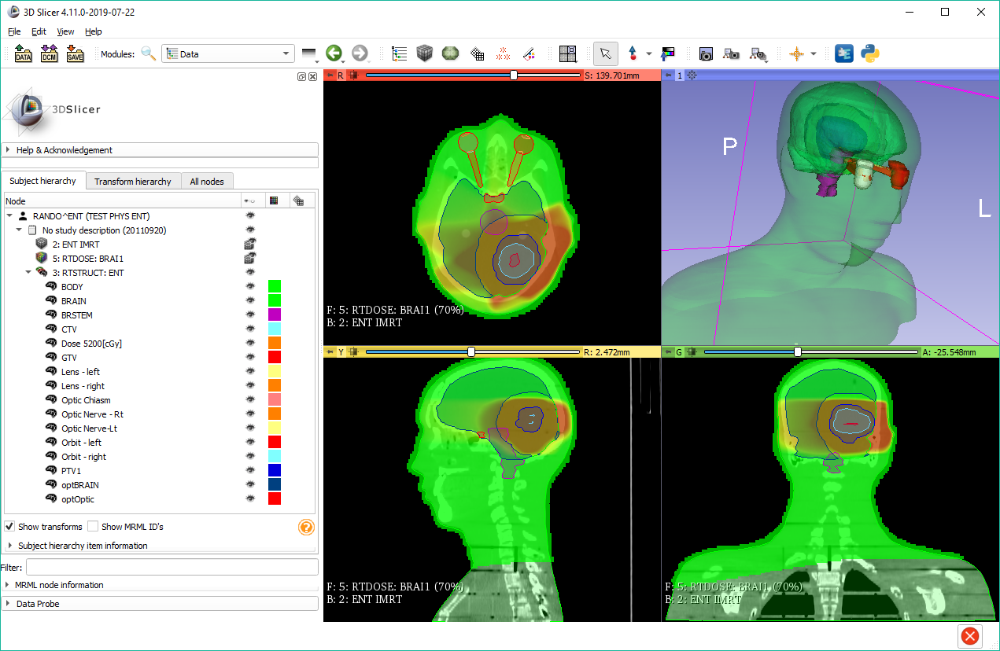 3D Slicer 4.11.0-2019-07-22
File Edit View Help
DATA DCM SAVE Modules: Data
3DSlicer
Help & Acknowledgement
Subject hierarchy Transform hierarchy All nodes
Node
RANDO^ENT (TEST PHYS ENT)
No study description (20110920)
2: ENT IMRT
5: RTDOSE: BRAI1
3: RTSTRUCT: ENT
BODY
BRAIN
BRSTEM
CTV
Dose 5200[cGy]
GTV
Lens - left
Lens - right
Optic Chiasm
Optic Nerve - Rt
Optic Nerve-Lt
Orbit - left
Orbit - right
PTV1
optBRAIN
optOptic
Show transforms Show MRML ID's
Subject hierarchy item information
Filter:
MRML node information
Data Probe
R S: 139.701mm
F: 5: RTDOSE: BRAI1 (70%)
B: 2: ENT IMRT
1
P
L
Y R: 2.472mm
F: 5: RTDOSE: BRAI1 (70%)
B: 2: ENT IMRT
G A: -25.548mm
F: 5: RTDOSE: BRAI1 (70%)
B: 2: ENT IMRT